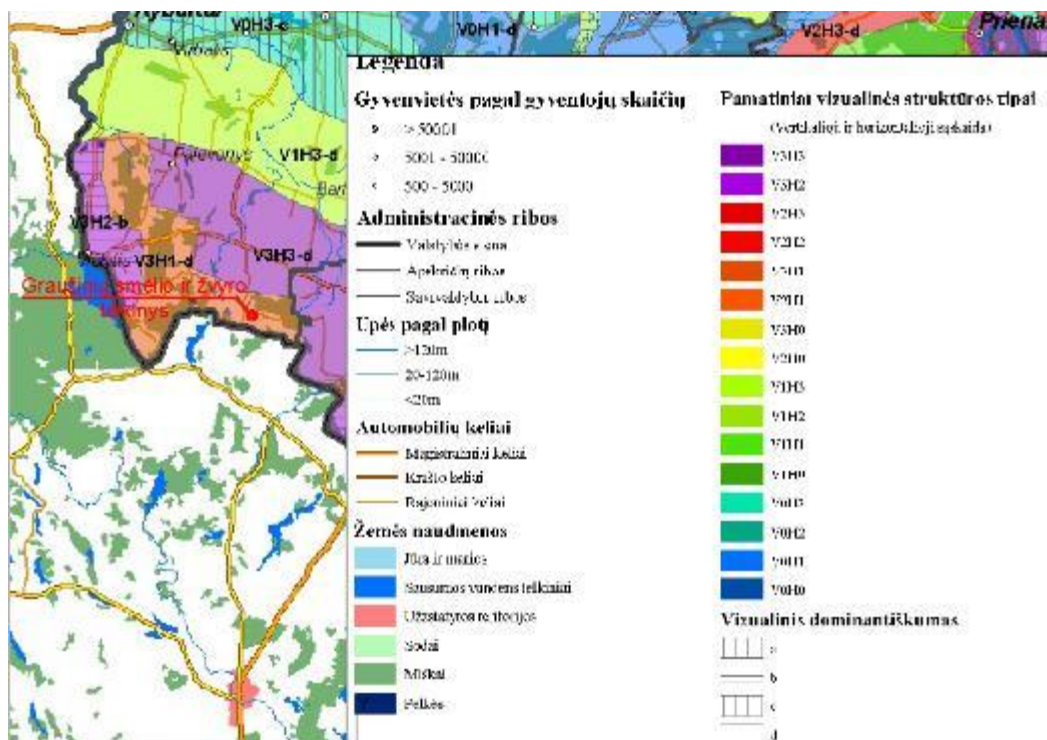 V0H3-c
V0H1-d
V2H3-d
Virbalis
V1H3-d
V3H2-b
V3H1-d
V3H3-d
smėlio ir žvyro
Legenda
Gyvenvietės pagal gyventojų skaičių
> 50001
5001 - 50000
500 - 5000
Administracinės ribos
Valstybės siena
Apskričių ribos
Savivaldybių ribos
Upės pagal plotį
>120m
20-120m
<20m
Automobilių keliai
Magistraliniai keliai
Krašto keliai
Rajoniniai keliai
Žemės naudmenos
Jūra ir marios
Sausumos vandens telkiniai
Užstatytos teritorijos
Sodai
Miškai
Pelkės
Pamatiniai vizualinės struktūros tipai
(Vertikalioji ir horizontalioji sąskaida)
V3H3
V3H2
V2H3
V2H2
V3H1
V2H1
V3H0
V2H0
V1H3
V1H2
V1H1
V1H0
V0H3
V0H2
V0H1
V0H0
Vizualinis dominantiškumas
a
b
c
d